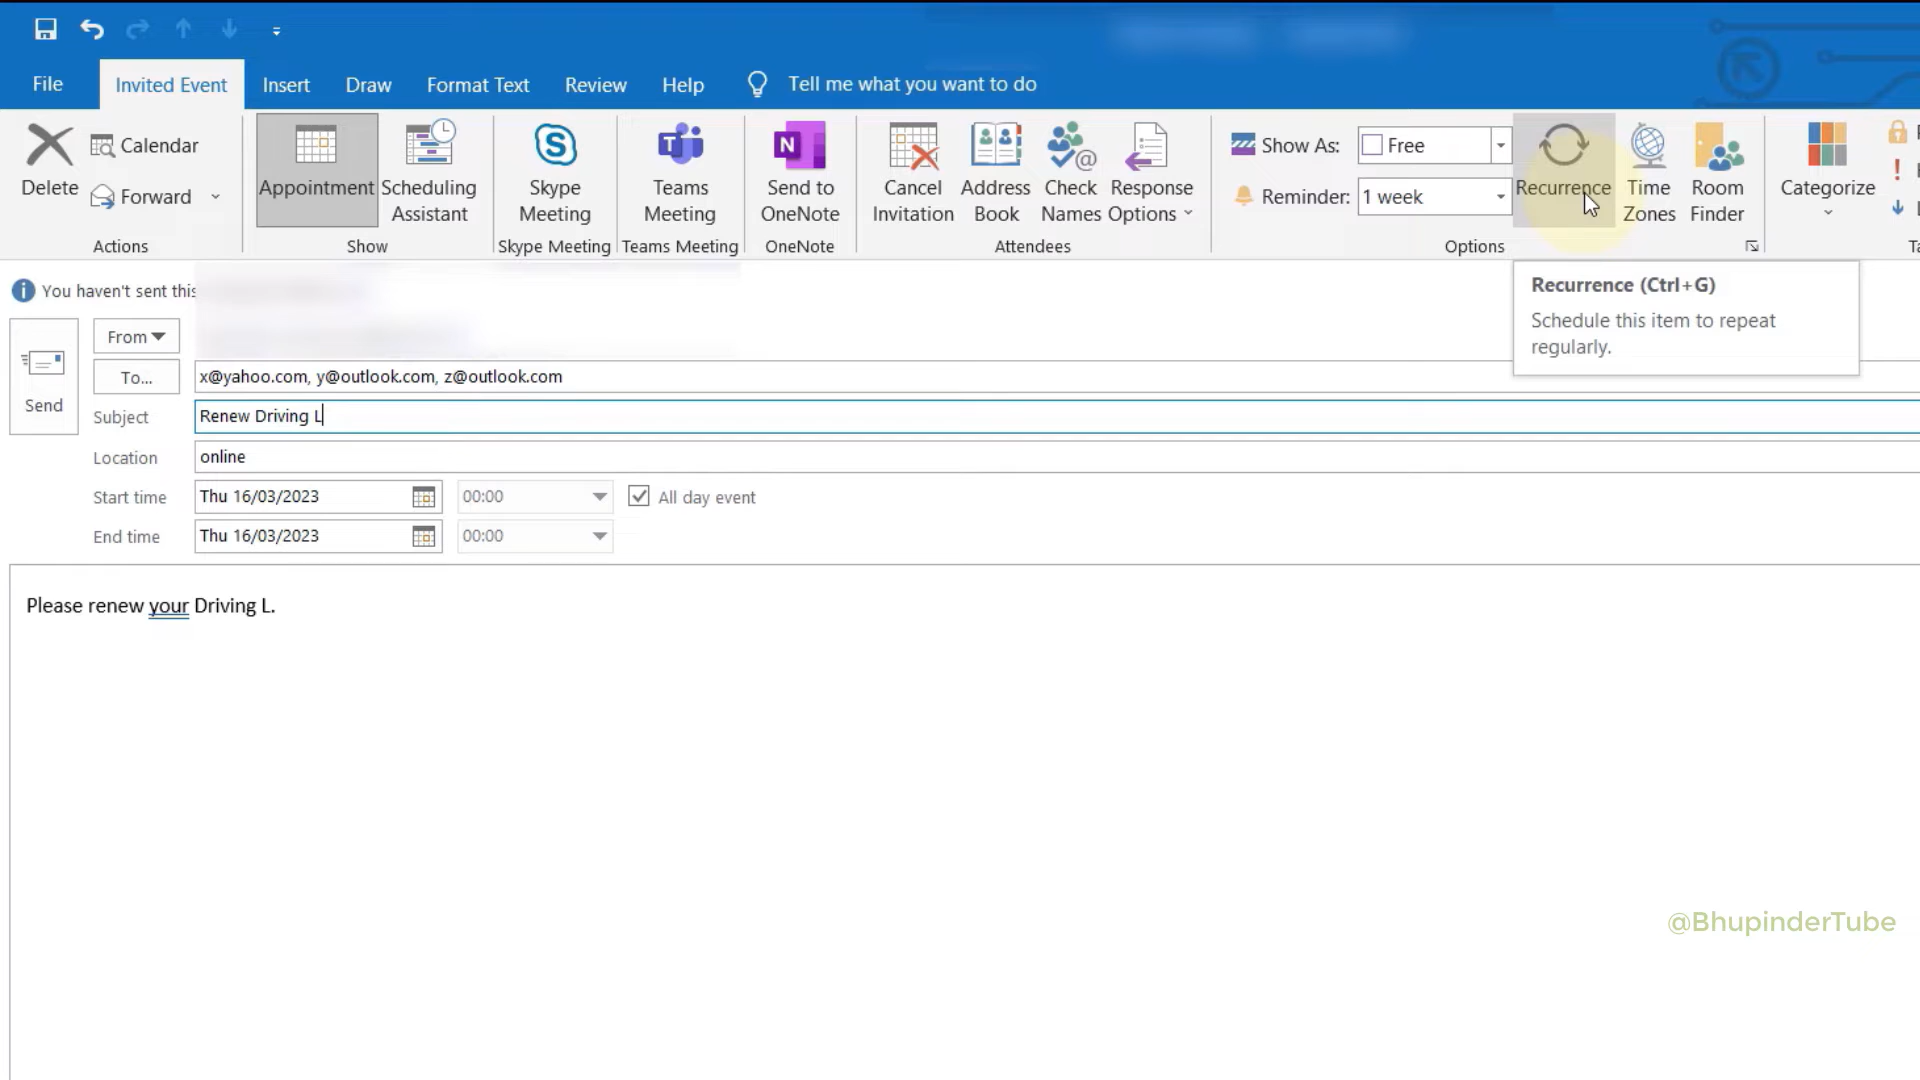 File Invited Event Insert Draw Format Text Review Help Tell me what you want to do
Delete
Calendar
Forward
Actions
Appointment
Scheduling
Assistant
Show
Skype
Meeting
Skype Meeting
Teams
Meeting
Teams Meeting
Send to
OneNote
OneNote
Cancel
Invitation
Address
Book
Check
Names
Response
Options
Attendees
Show As: Free
Reminder: 1 week
Recurrence
Time
Zones
Room
Finder
Options
Categorize
Recurrence (Ctrl+G)
Schedule this item to repeat
regularly.
You haven't sent this
Send
From
To... x@yahoo.com, y@outlook.com, z@outlook.com
Subject Renew Driving L
Location online
Start time Thu 16/03/2023 00:00 All day event
End time Thu 16/03/2023 00:00
Please renew your Driving L.
@BhupinderTube